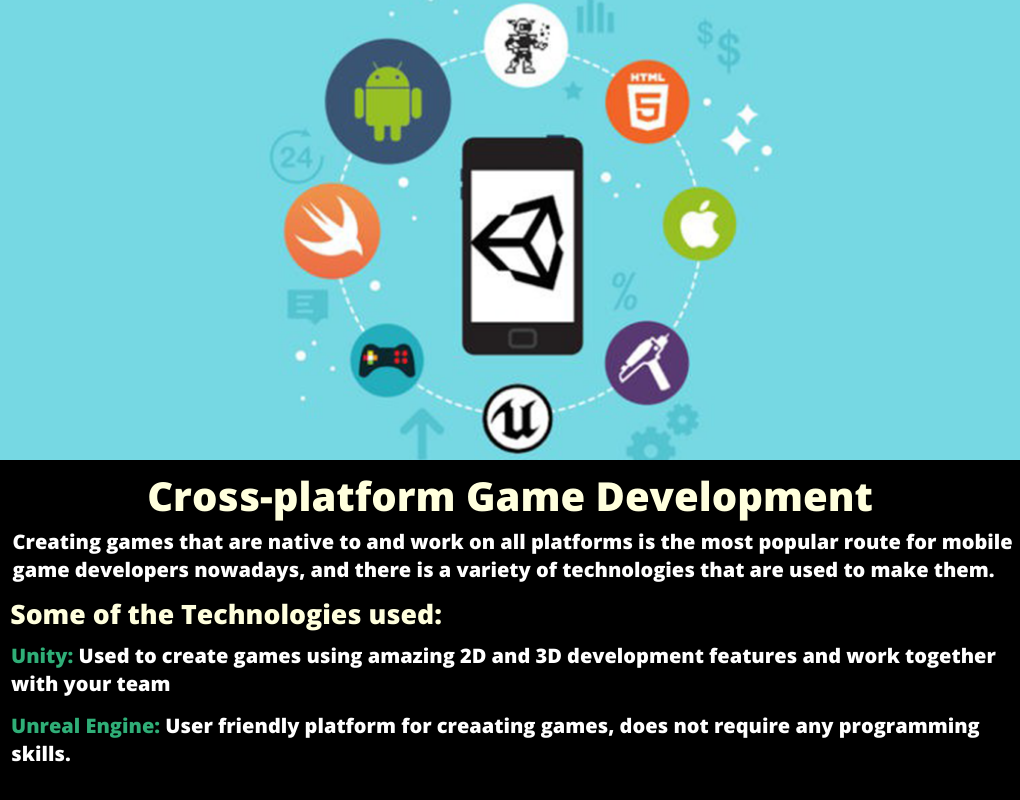 HTML
5
$
$
24
%
Cross-platform Game Development
Creating games that are native to and work on all platforms is the most popular route for mobile
game developers nowadays, and there is a variety of technologies that are used to make them.
Some of the Technologies used:
Unity: Used to create games using amazing 2D and 3D development features and work together
with your team
Unreal Engine: User friendly platform for creaating games, does not require any programming
skills.